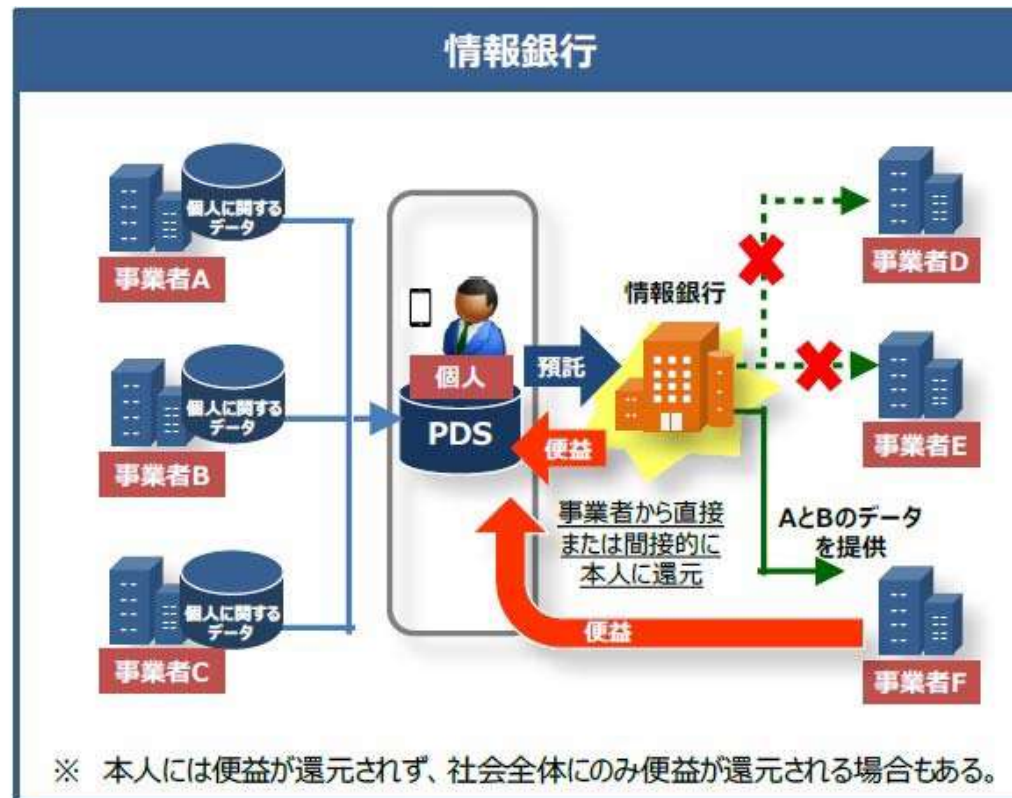 情報銀行
個人に関する
データ
事業者A
個人に関する
データ
事業者B
個人に関する
データ
事業者C
個人
PDS
預託
便益
情報銀行
事業者から直接
または間接的に
本人に還元
便益
AとBのデータ
を提供
事業者D
事業者E
事業者F
※ 本人には便益が還元されず、社会全体にのみ便益が還元される場合もある。